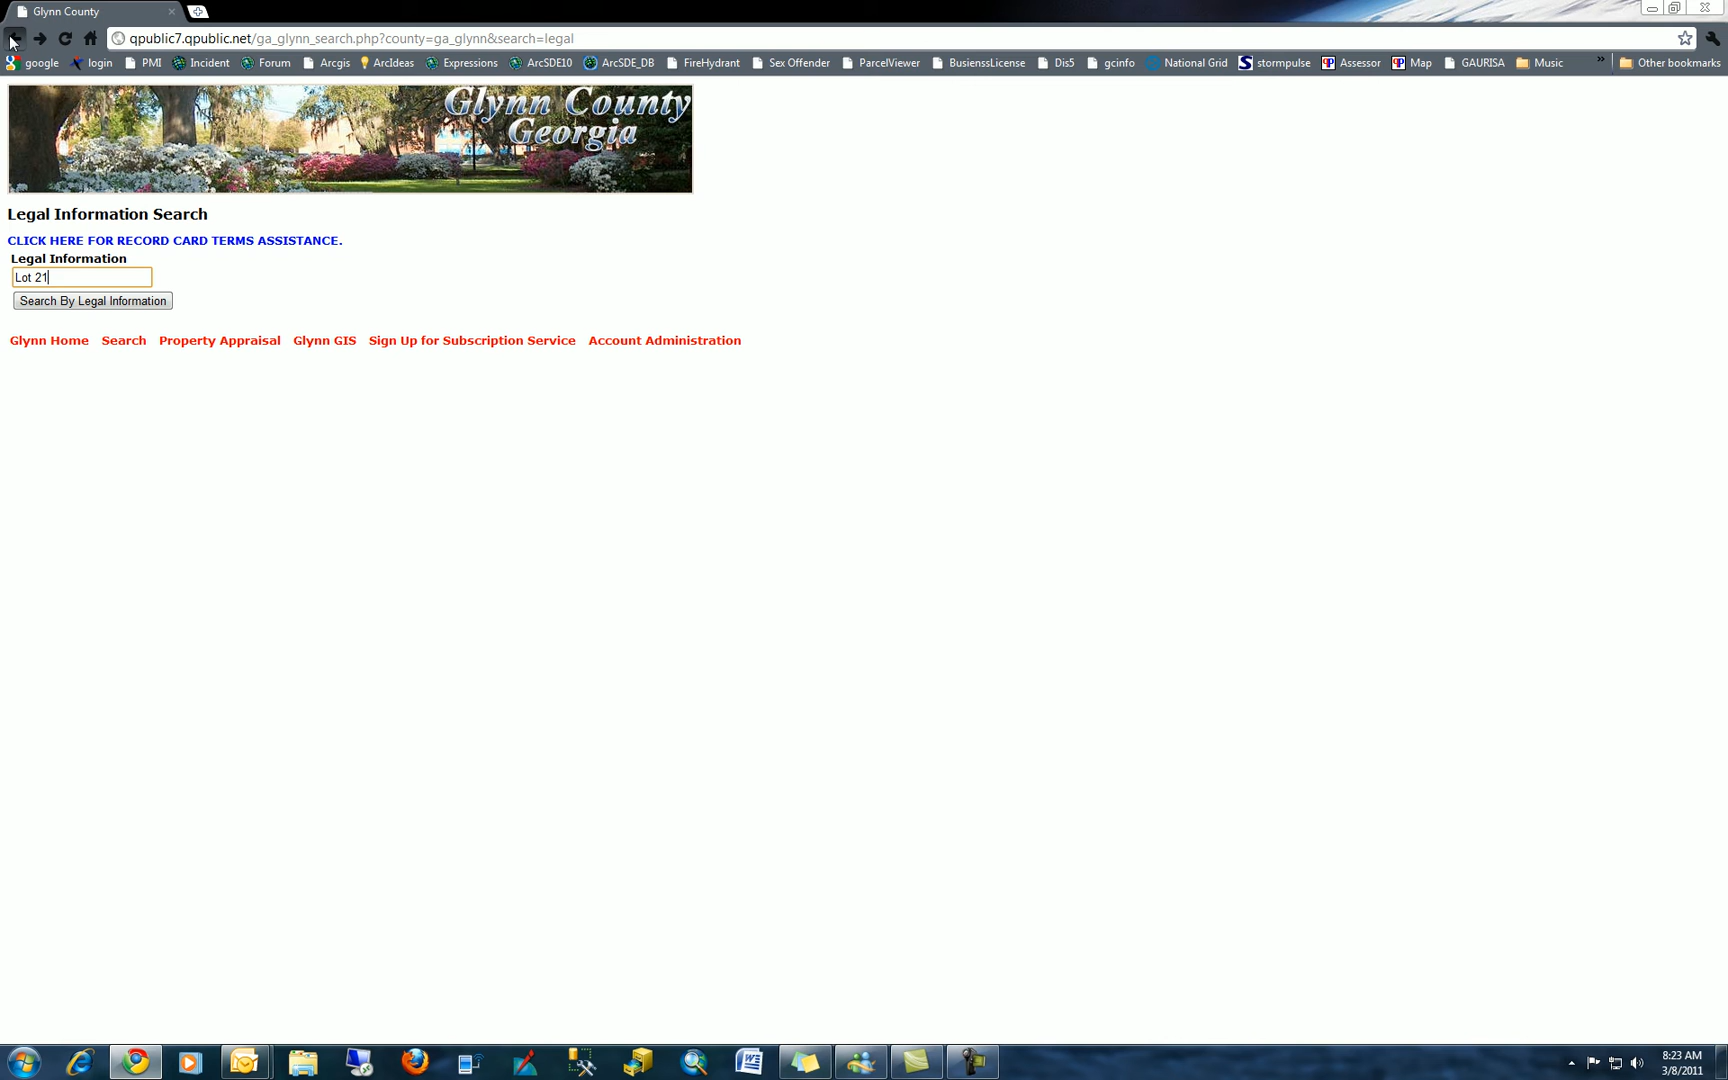 Glynn County
qpublic7.qpublic.net/ga_glynn_search.php?county=ga_glynn&search=legal
google login PMI Incident Forum Arcgis ArcIdeas Expressions ArcSDE10 ArcSDE_DB FireHydrant Sex Offender ParcelViewer BusienssLicense Dis5 gcinfo National Grid stormpulse Assessor Map GAURISA Music » Other bookmarks
Glynn County
Georgia
Legal Information Search
CLICK HERE FOR RECORD CARD TERMS ASSISTANCE.
Legal Information
Lot 21
Search By Legal Information
Glynn Home Search Property Appraisal Glynn GIS Sign Up for Subscription Service Account Administration
8:23 AM
3/8/2011